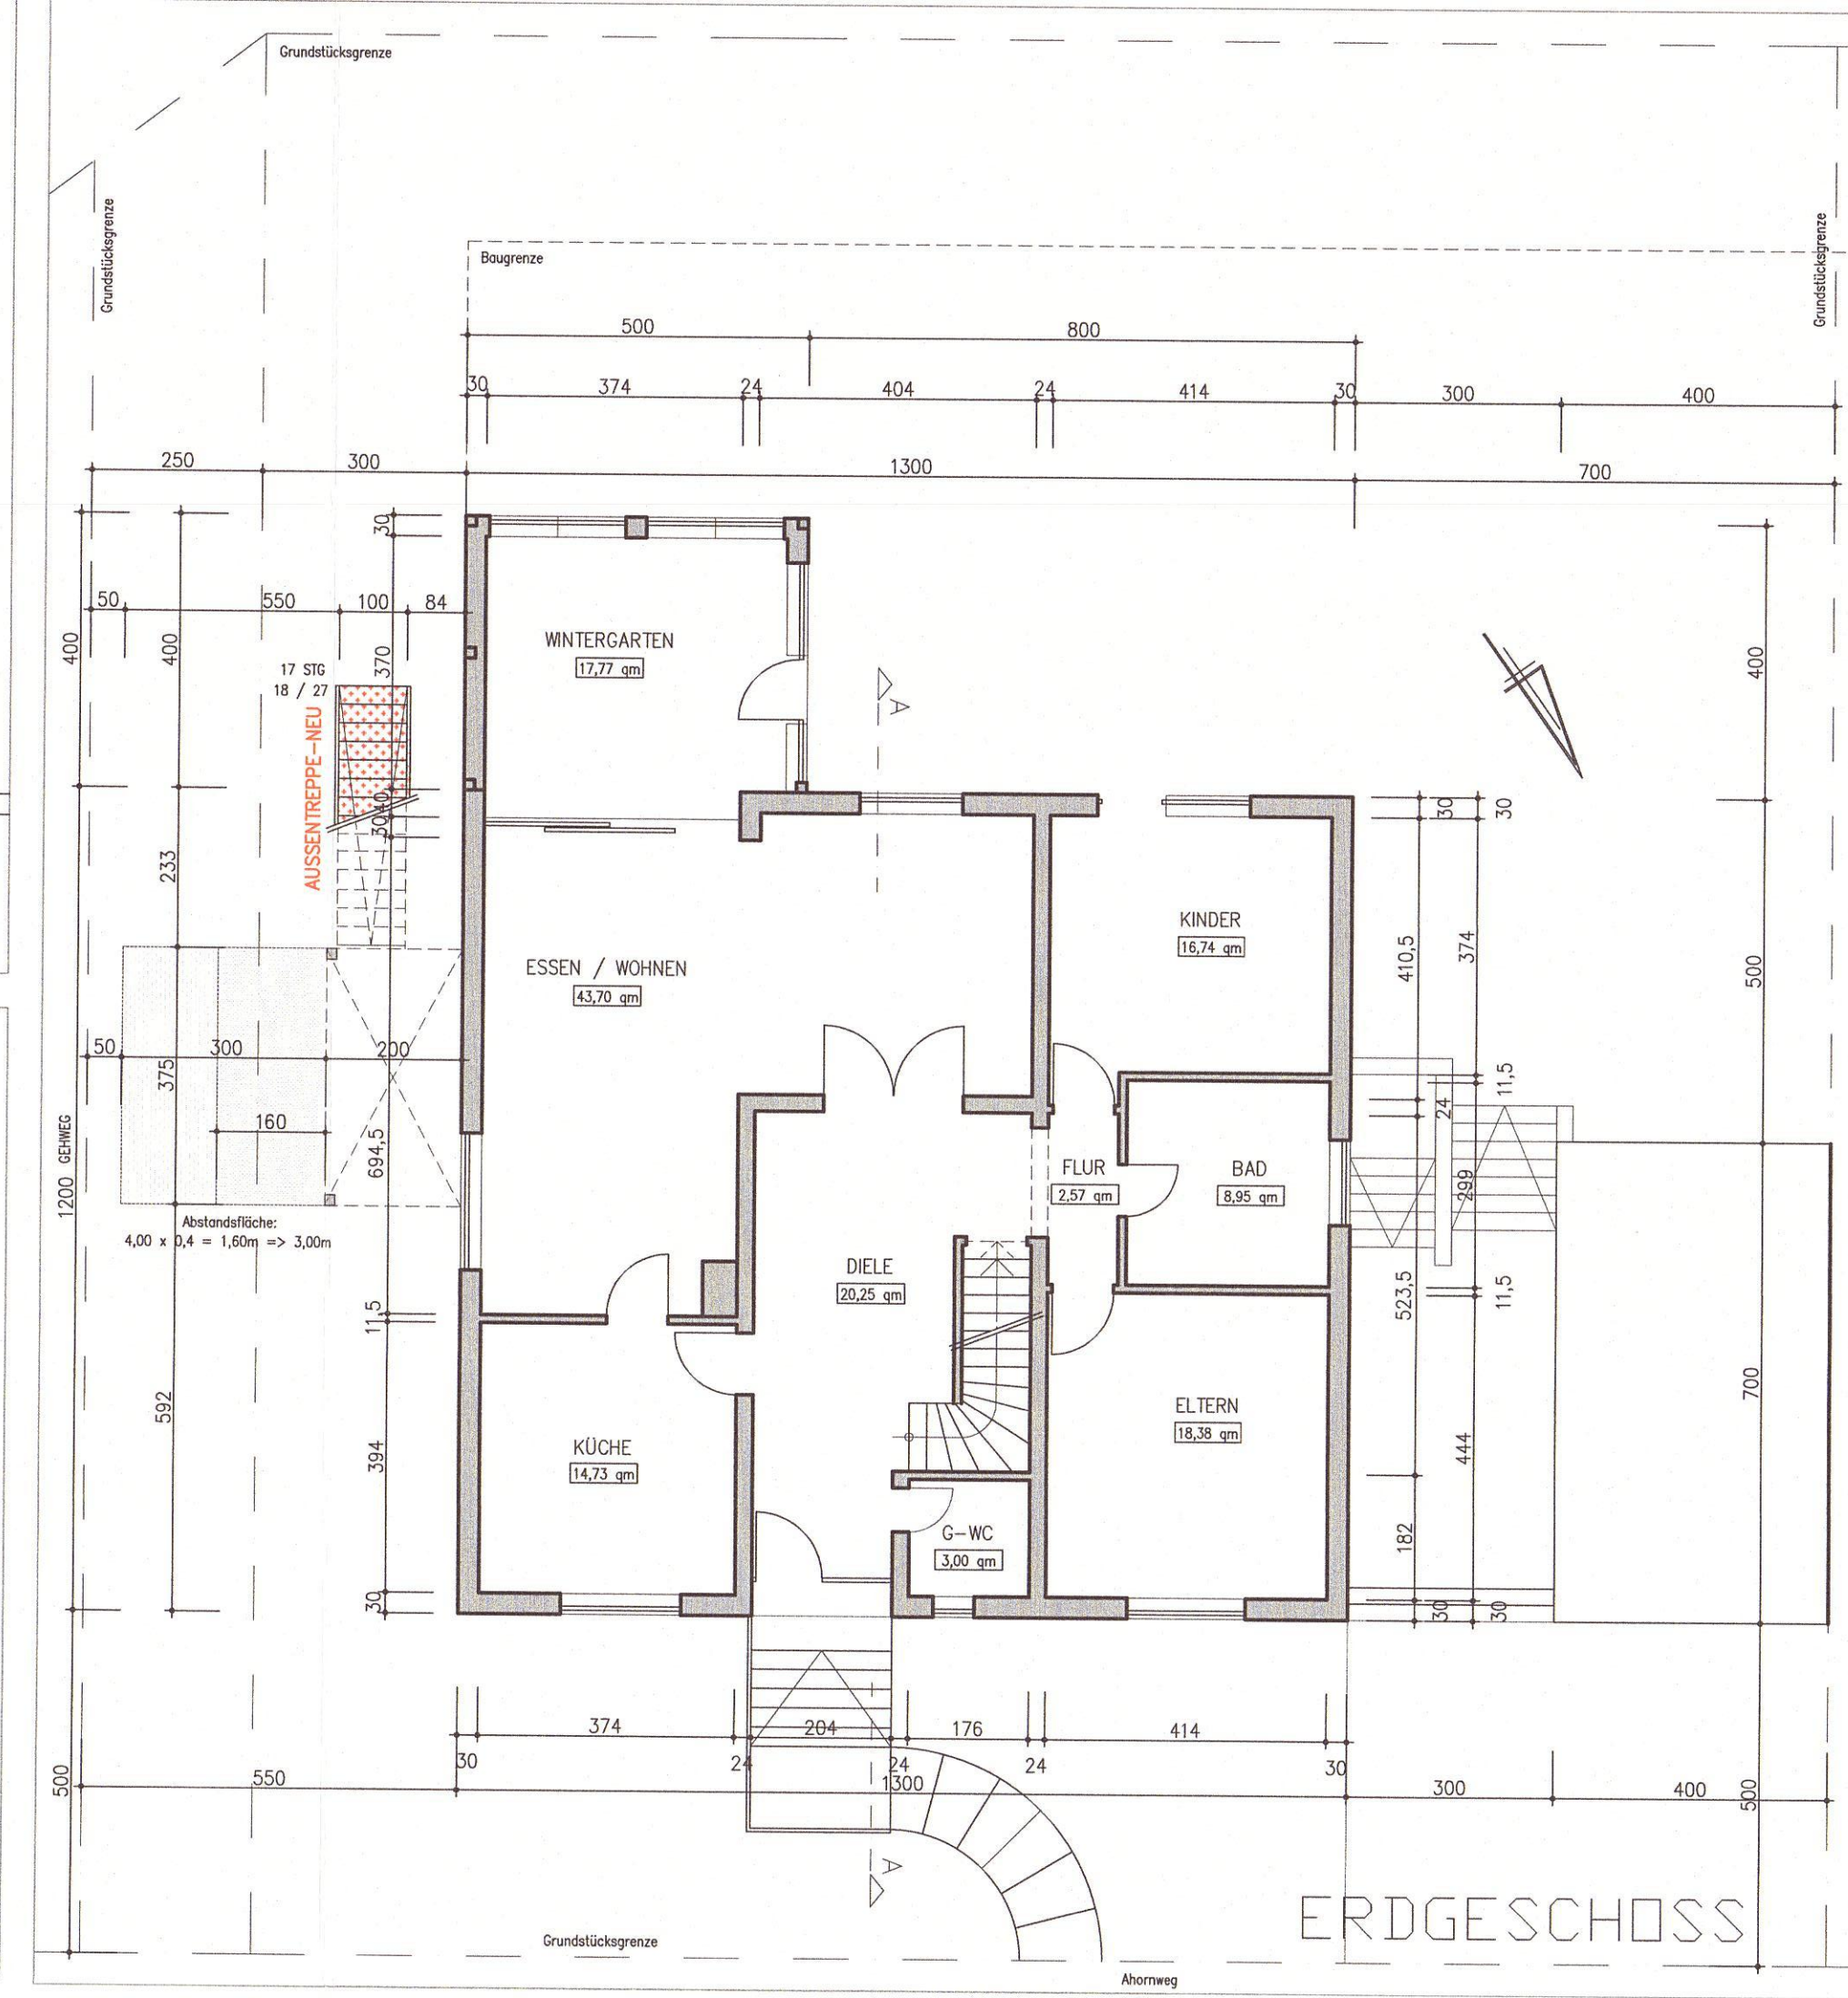 Grundstücksgrenze
Grundstücksgrenze
Grundstücksgrenze
Baugrenze
500 800
30 374 24 404 24 414 30 300 400
250 300 1300 700
30
50 550 100 84
400 400 370 400
WINTERGARTEN
17,77 qm
17 STG
18 / 27
AUSSENTREPPE-NEU
A
30 30
233
KINDER
16,74 qm
410,5 374 500
ESSEN / WOHNEN
43,70 qm
50 300 200
375
160
11,5
24
1200 GEHWEG
694,5
FLUR
2,57 qm
BAD
8,95 qm
299
Abstandsfläche:
4,00 x 0,4 = 1,60m => 3,00m
DIELE
20,25 qm
11,5
523,5 11,5
592
700
ELTERN
18,38 qm
KÜCHE
14,73 qm
394
444
G-WC
3,00 qm
182
30
30 30
374 204 176 414
30 24 24 24 30
500 550 1300 300 400 500
A
ERDGESCHOSS
Grundstücksgrenze
Ahornweg